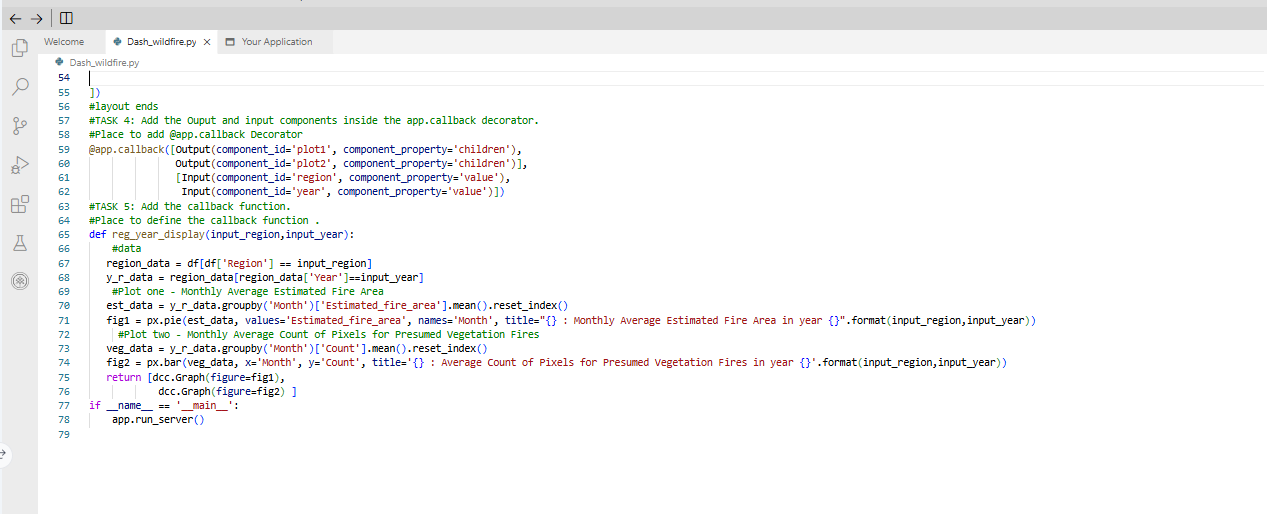 Welcome
Dash_wildfire.py ×
Your Application
Dash_wildfire.py
54
55 ])
56 #layout ends
57 #TASK 4: Add the Ouput and input components inside the app.callback decorator.
58 #Place to add @app.callback Decorator
59 @app.callback([Output(component_id='plot1', component_property='children'),
60 Output(component_id='plot2', component_property='children')],
61 [Input(component_id='region', component_property='value'),
62 Input(component_id='year', component_property='value')])
63 #TASK 5: Add the callback function.
64 #Place to define the callback function .
65 def reg_year_display(input_region,input_year):
66 #data
67 region_data = df[df['Region'] == input_region]
68 y_r_data = region_data[region_data['Year']==input_year]
69 #Plot one - Monthly Average Estimated Fire Area
70 est_data = y_r_data.groupby('Month')['Estimated_fire_area'].mean().reset_index()
71 fig1 = px.pie(est_data, values='Estimated_fire_area', names='Month', title="{} : Monthly Average Estimated Fire Area in year {}".format(input_region,input_year))
72 #Plot two - Monthly Average Count of Pixels for Presumed Vegetation Fires
73 veg_data = y_r_data.groupby('Month')['Count'].mean().reset_index()
74 fig2 = px.bar(veg_data, x='Month', y='Count', title='{} : Average Count of Pixels for Presumed Vegetation Fires in year {}'.format(input_region,input_year))
75 return [dcc.Graph(figure=fig1),
76 dcc.Graph(figure=fig2) ]
77 if __name__ == '__main__':
78 app.run_server()
79